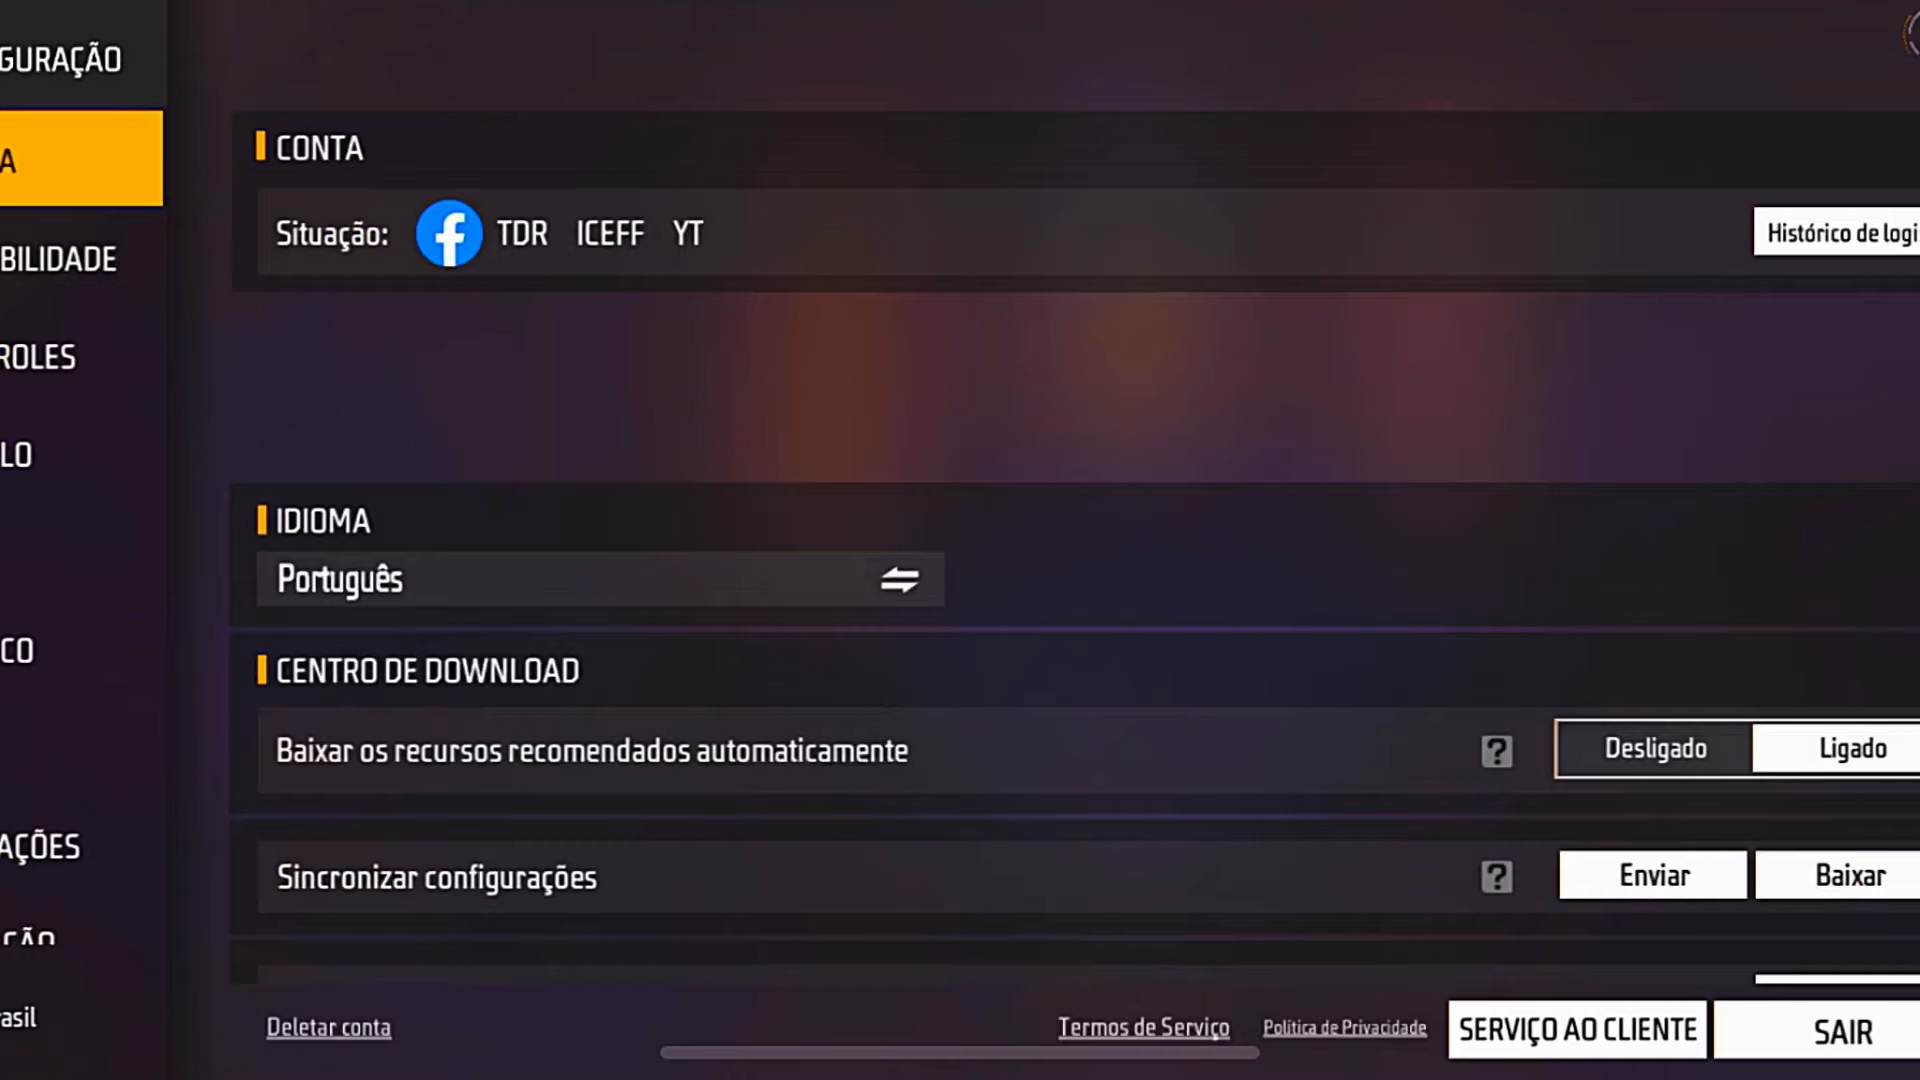 GURAÇÃO
A
BILIDADE
ROLES
LO
CO
AÇÕES
ÇÃO
asil
CONTA
Situação: TDR ICEFF YT
Histórico de logi
IDIOMA
Português
CENTRO DE DOWNLOAD
Baixar os recursos recomendados automaticamente ? Desligado Ligado
Sincronizar configurações ? Enviar Baixar
Deletar conta Termos de Serviço Política de Privacidade SERVIÇO AO CLIENTE SAIR